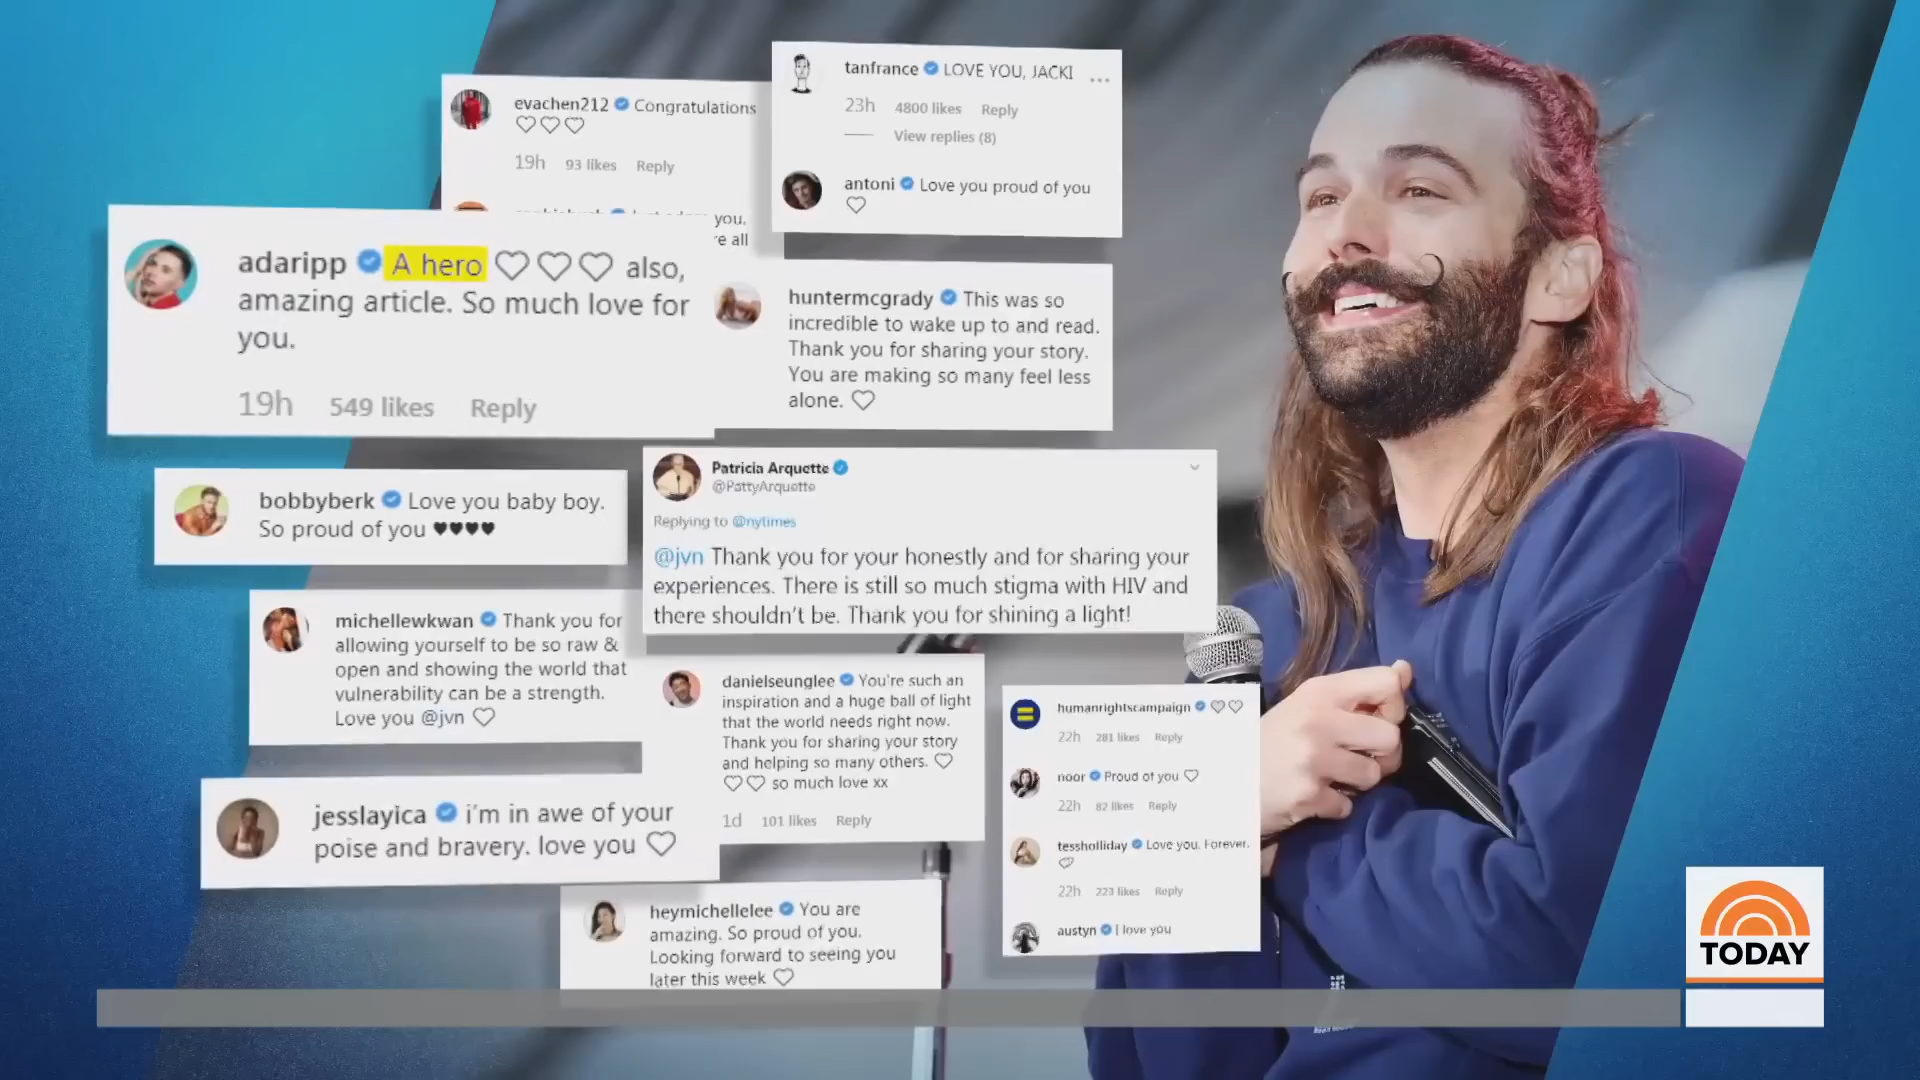 evachen212 Congratulations
♡♡♡
19h 93 likes Reply
you.
all
tanfrance LOVE YOU, JACKI
23h 4800 likes Reply
View replies (8)
antoni Love you proud of you
♡
adaripp A hero ♡♡♡ also,
amazing article. So much love for
you.
19h 549 likes Reply
huntermcgrady This was so
incredible to wake up to and read.
Thank you for sharing your story.
You are making so many feel less
alone. ♡
bobbyberk Love you baby boy.
So proud of you ♥♥♥♥
Patricia Arquette
@PattyArquette
Replying to @nytimes
@jvn Thank you for your honestly and for sharing your
experiences. There is still so much stigma with HIV and
there shouldn't be. Thank you for shining a light!
michellewkwan Thank you for
allowing yourself to be so raw &
open and showing the world that
vulnerability can be a strength.
Love you @jvn ♡
danielseunglee You're such an
inspiration and a huge ball of light
that the world needs right now.
Thank you for sharing your story
and helping so many others. ♡
♡♡ so much love xx
1d 101 likes Reply
humanrightscampaign ♡♡
22h 281 likes Reply
noor Proud of you ♡
22h 82 likes Reply
tessholliday Love you. Forever.
♡
22h 223 likes Reply
austyn I love you
jesslayica i'm in awe of your
poise and bravery. love you ♡
heymichellelee You are
amazing. So proud of you.
Looking forward to seeing you
later this week ♡
TODAY